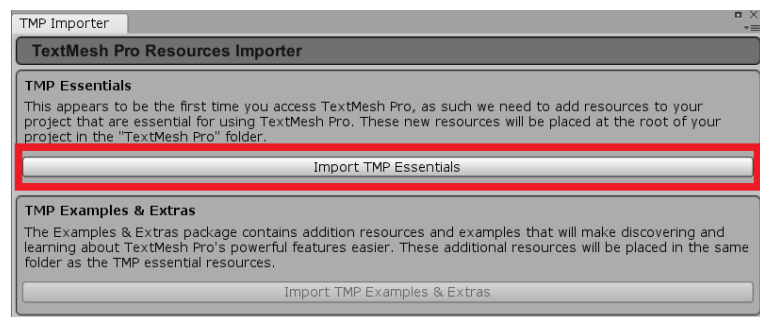 TMP Importer
TextMesh Pro Resources Importer
TMP Essentials
This appears to be the first time you access TextMesh Pro, as such we need to add resources to your
project that are essential for using TextMesh Pro. These new resources will be placed at the root of your
project in the "TextMesh Pro" folder.
Import TMP Essentials
TMP Examples & Extras
The Examples & Extras package contains addition resources and examples that will make discovering and
learning about TextMesh Pro's powerful features easier. These additional resources will be placed in the same
folder as the TMP essential resources.
Import TMP Examples & Extras